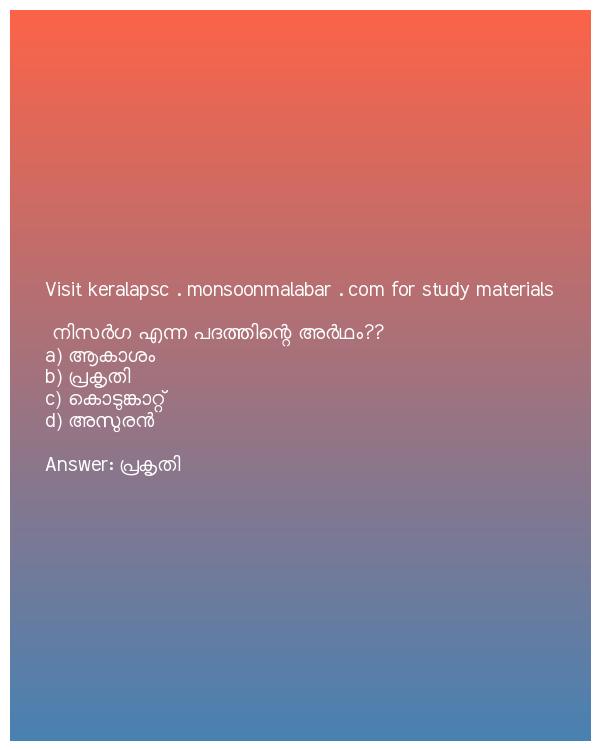 Visit keralapsc . monsoonmalabar . com for study materials
നിസർഗ എന്ന പദത്തിന്റെ അർഥം??
a) ആകാശം
b) പ്രകൃതി
c) കൊടുങ്കാറ്റ്
d) അസുരൻ
Answer: പ്രകൃതി